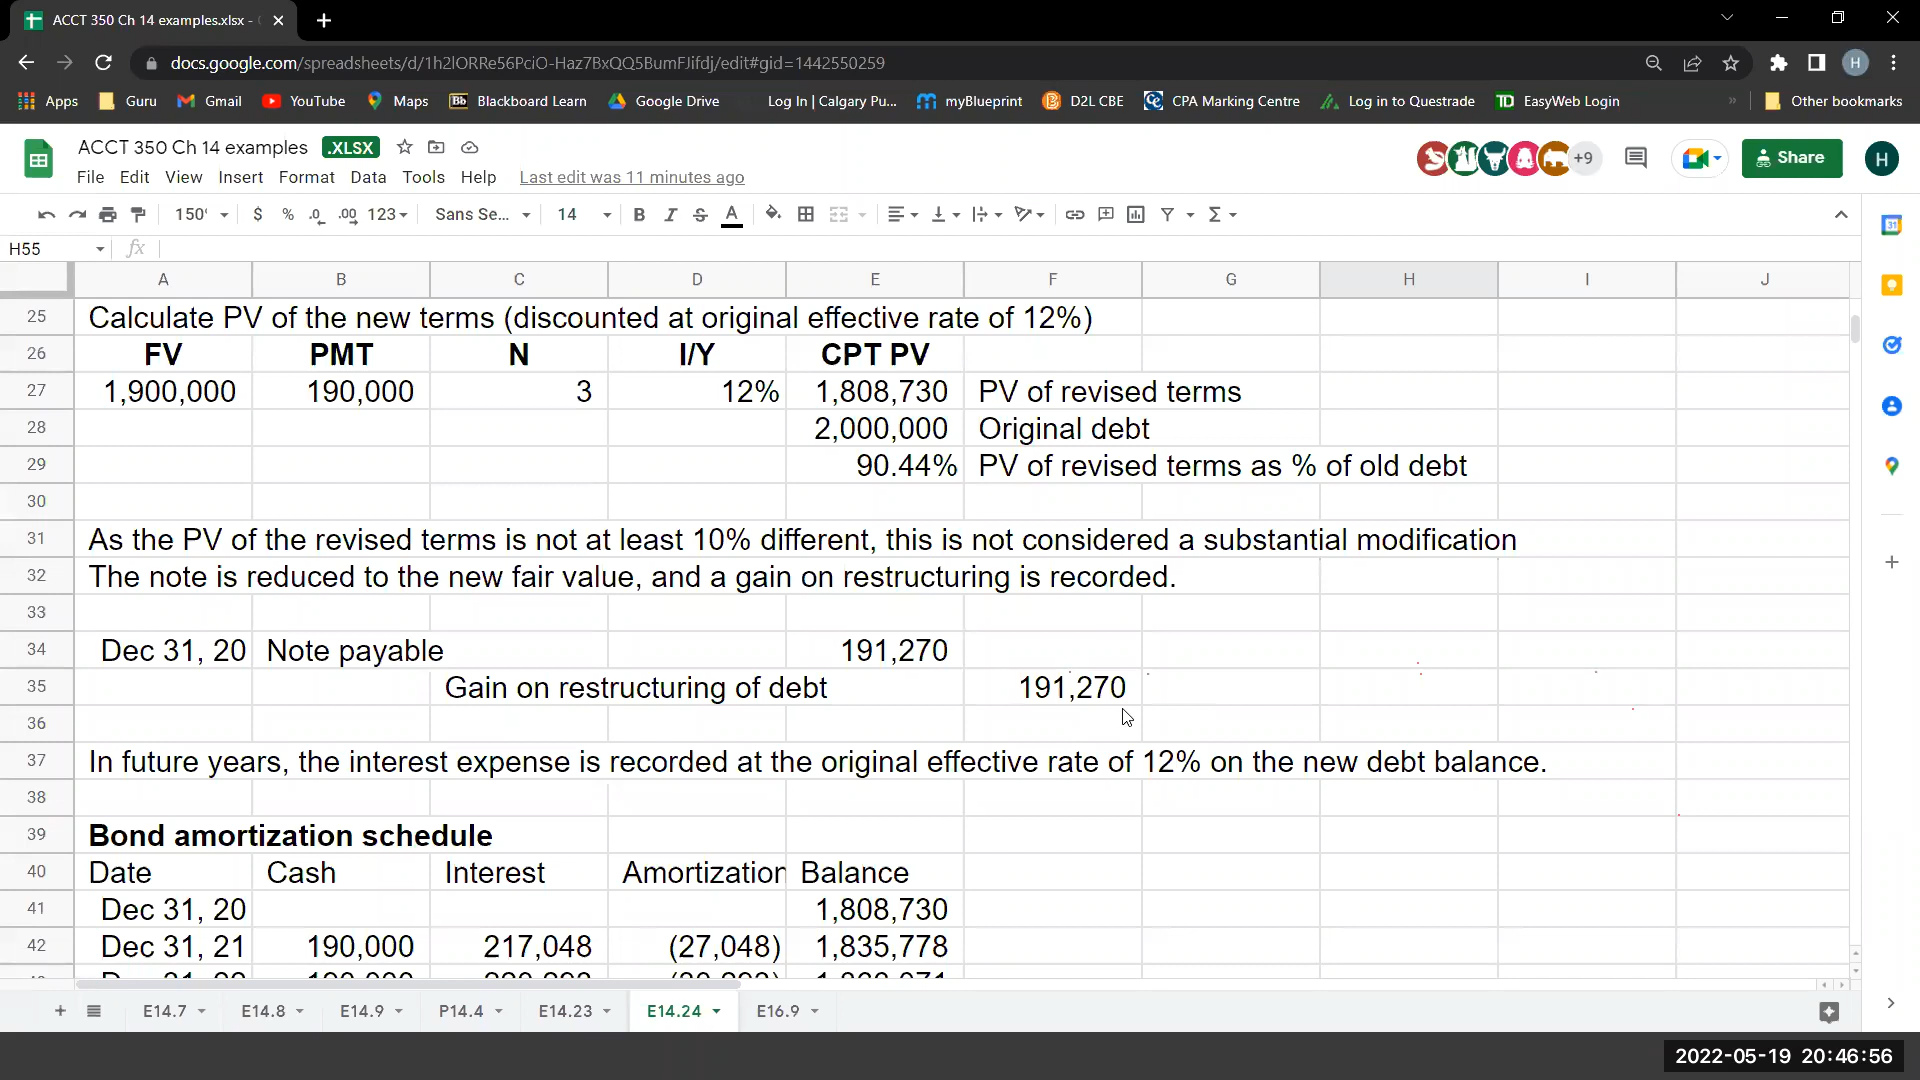 ACCT 350 Ch 14 examples.xlsx -
docs.google.com/spreadsheets/d/1h2lORRe56PciO-Haz7BxQQ5BumFJifdj/edit#gid=1442550259
H
Apps Guru Gmail YouTube Maps Bb Blackboard Learn Google Drive Log In | Calgary Pu... myBlueprint D2L CBE CPA Marking Centre Log in to Questrade TD EasyWeb Login » Other bookmarks
ACCT 350 Ch 14 examples .XLSX
+9 Share H
File Edit View Insert Format Data Tools Help Last edit was 11 minutes ago
150' $ % .0 .00 123 Sans Se... 14 B I S A Σ
31
H55 fx
A B C D E F G H I J
25 Calculate PV of the new terms (discounted at original effective rate of 12%)
26 FV PMT N I/Y CPT PV
27 1,900,000 190,000 3 12% 1,808,730 PV of revised terms
28 2,000,000 Original debt
29 90.44% PV of revised terms as % of old debt
30
31 As the PV of the revised terms is not at least 10% different, this is not considered a substantial modification
32 The note is reduced to the new fair value, and a gain on restructuring is recorded.
33
34 Dec 31, 20 Note payable 191,270
35 Gain on restructuring of debt 191,270
36
37 In future years, the interest expense is recorded at the original effective rate of 12% on the new debt balance.
38
39 Bond amortization schedule
40 Date Cash Interest Amortization Balance
41 Dec 31, 20 1,808,730
42 Dec 31, 21 190,000 217,048 (27,048) 1,835,778
E14.7 E14.8 E14.9 P14.4 E14.23 E14.24 E16.9
2022-05-19 20:46:56